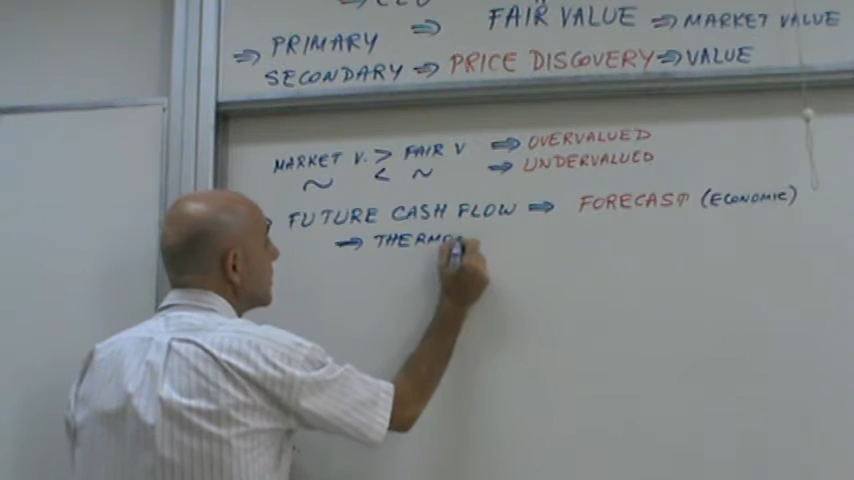 ⇒ FAIR VALUE ⇒ MARKET VALUE
⇒ PRIMARY
SECONDARY ⇒ PRICE DISCOVERY ⇒ VALUE
MARKET V. > FAIR V ⇒ OVERVALUED
~ < ~ ⇒ UNDERVALUED
FUTURE CASH FLOW ⇒ FORECAST (ECONOMIC)
⇒ THERMO